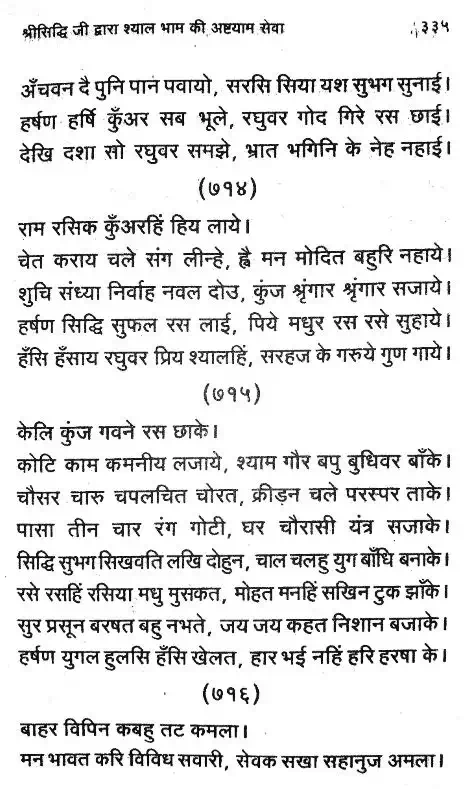 श्रीसिद्धि जी द्वारा श्याल भाम की अष्टयाम सेवा ३३५
अँचवन दै पुनि पान पवायो, सरसि सिया यश सुभग सुनाई।
हर्षण हर्षि कुँअर सब भूले, रघुवर गोद गिरे रस छाई।
देखि दशा सो रघुवर समझे, भ्रात भगिनि के नेह नहाई।
(७१४)
राम रसिक कुँअरहिं हिय लाये।
चेत कराय चले संग लीन्हे, ह्वै मन मोदित बहुरि नहाये।
शुचि संध्या निर्वाह नवल दोउ, कुंज श्रृंगार श्रृंगार सजाये।
हर्षण सिद्धि सुफल रस लाई, पिये मधुर रस रसे सुहाये।
हँसि हँसाय रघुवर प्रिय श्यालहिं, सरहज के गरुये गुण गाये।
(७१५)
केलि कुंज गवने रस छाके।
कोटि काम कमनीय लजाये, श्याम गौर बपु बुधिवर बाँके।
चौसर चारु चपलचित चोरत, क्रीड़न चले परस्पर ताके।
पासा तीन चार रंग गोटी, घर चौरासी यंत्र सजाके।
सिद्धि सुभग सिखवति लखि दोहुन, चाल चलहु युग बाँधि बनाके।
रसे रसहिं रसिया मधु मुसकत, मोहत मनहिं सखिन टुक झाँके।
सुर प्रसून बरषत बहु नभते, जय जय कहत निशान बजाके।
हर्षण युगल हुलसि हँसि खेलत, हार भई नहिं हरि हरषा के।
(७१६)
बाहर विपिन कबहु तट कमला।
मन भावत करि विविध सवारी, सेवक सखा सहानुज अमला।